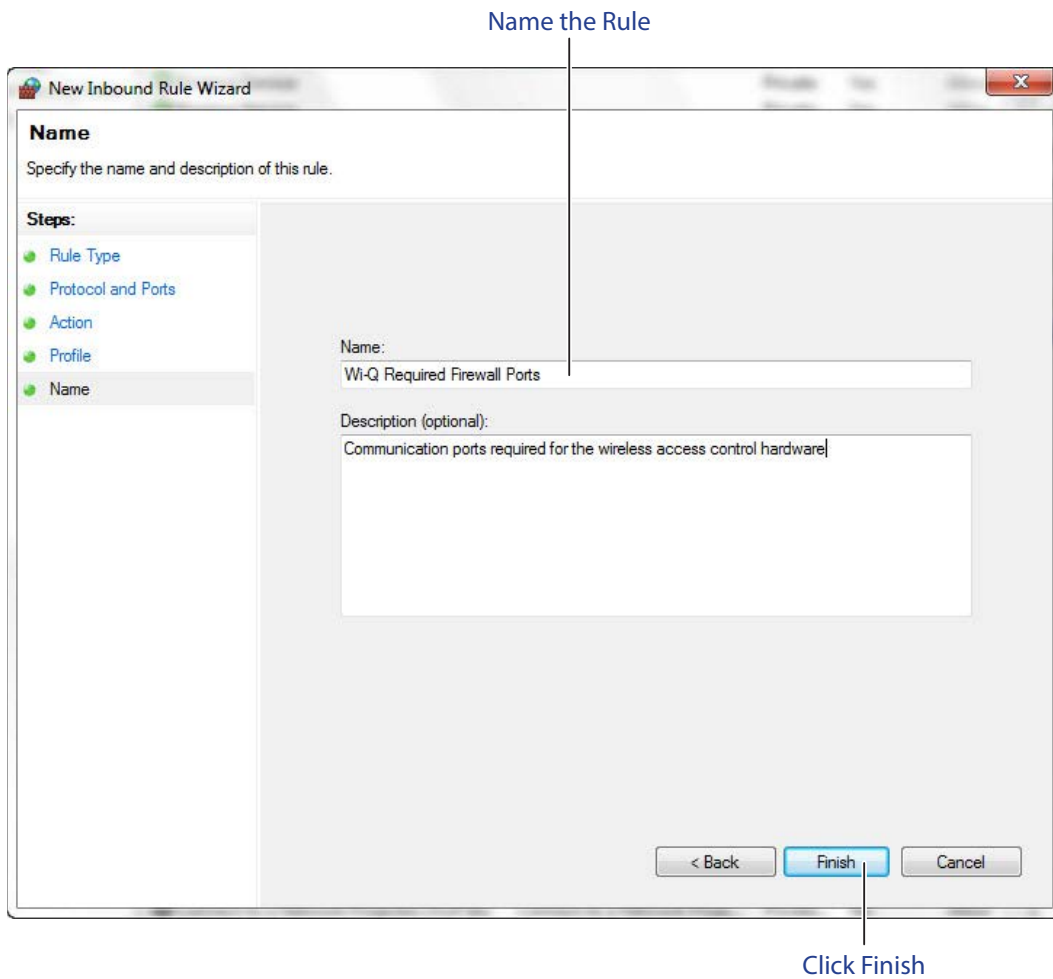 Name the Rule
New Inbound Rule Wizard
Name
Specify the name and description of this rule.
Steps:
Rule Type
Protocol and Ports
Action
Profile
Name
Name:
Wi-Q Required Firewall Ports
Description (optional):
Communication ports required for the wireless access control hardware
< Back Finish Cancel
Click Finish